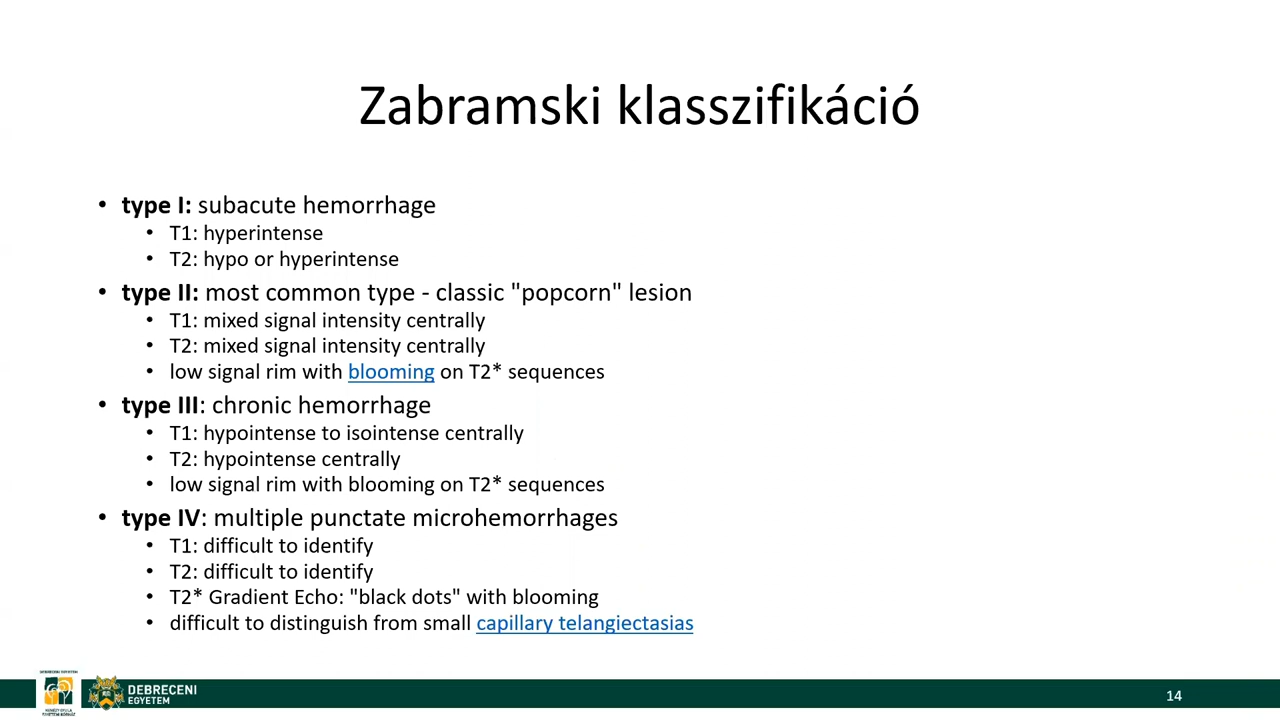 Zabramski klasszifikáció
• type I: subacute hemorrhage
• T1: hyperintense
• T2: hypo or hyperintense
• type II: most common type - classic "popcorn" lesion
• T1: mixed signal intensity centrally
• T2: mixed signal intensity centrally
• low signal rim with blooming on T2* sequences
• type III: chronic hemorrhage
• T1: hypointense to isointense centrally
• T2: hypointense centrally
• low signal rim with blooming on T2* sequences
• type IV: multiple punctate microhemorrhages
• T1: difficult to identify
• T2: difficult to identify
• T2* Gradient Echo: "black dots" with blooming
• difficult to distinguish from small capillary telangiectasias
DEBRECENI
EGYETEM
14